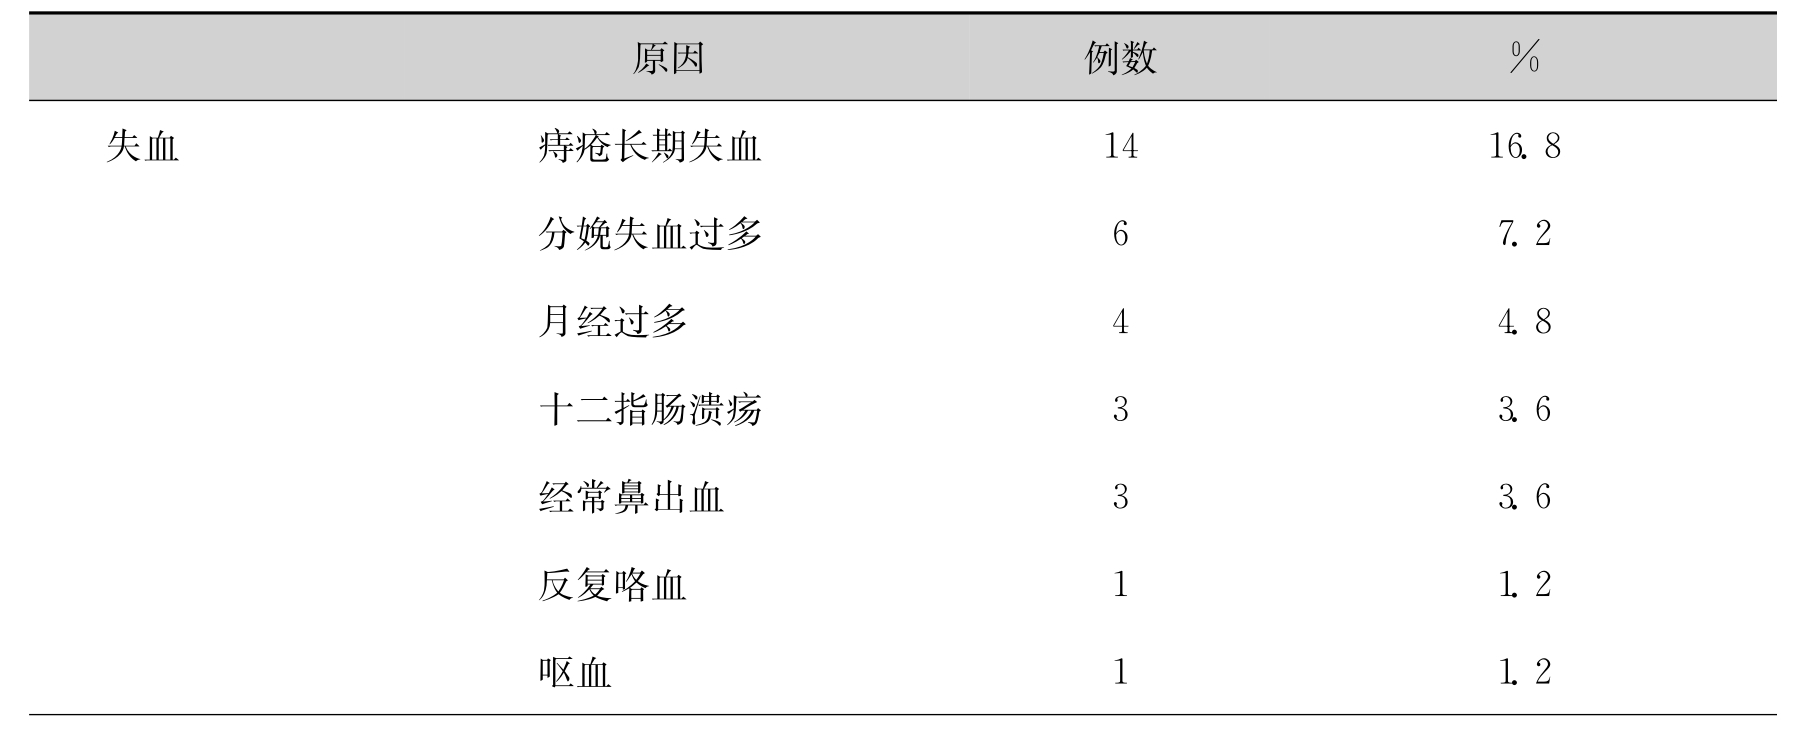 原因 例数 %
失血 痔疮长期失血 14 16.8
分娩失血过多 6 7.2
月经过多 4 4.8
十二指肠溃疡 3 3.6
经常鼻出血 3 3.6
反复咯血 1 1.2
呕血 1 1.2